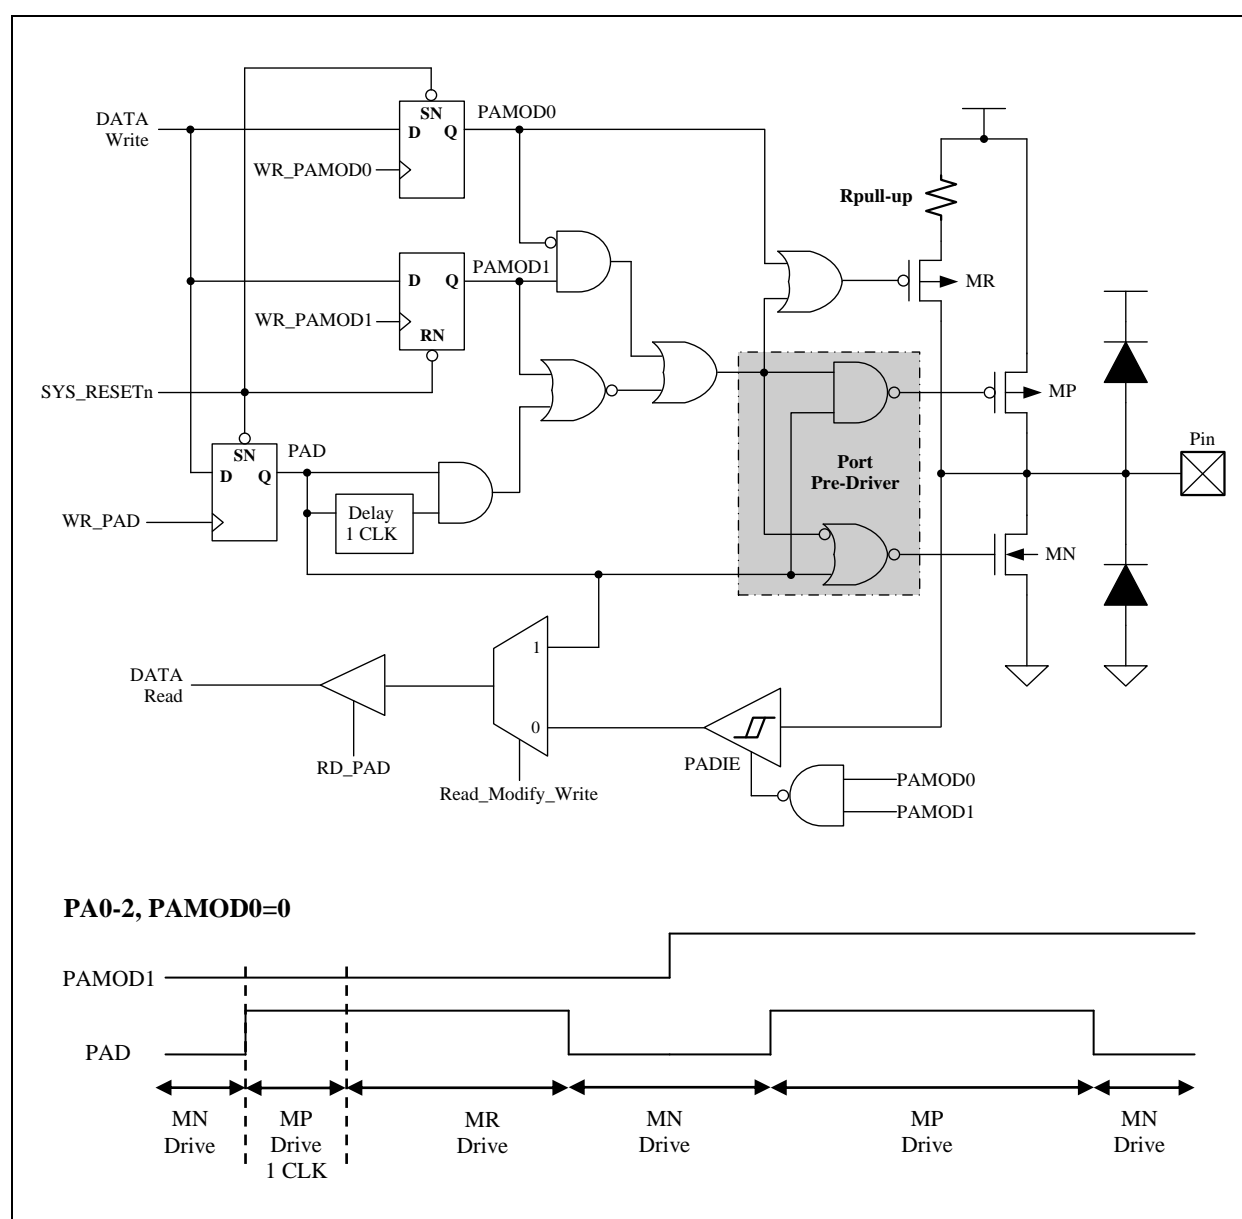 SN
PAMOD0
DATA
Write
D
Q
WR_PAMOD0
Rpull-up
PAMOD1
D
Q
MR
WR_PAMOD1
RN
SYS_RESETn
MP
PAD
SN
D
Q
Port
Pre-Driver
Pin
WR_PAD
Delay
1 CLK
MN
1
DATA
Read
0
PADIE
RD_PAD
PAMOD0
Read_Modify_Write
PAMOD1
PA0-2, PAMOD0=0
PAMOD1
PAD
MN
Drive
MP
Drive
1 CLK
MR
Drive
MN
Drive
MP
Drive
MN
Drive